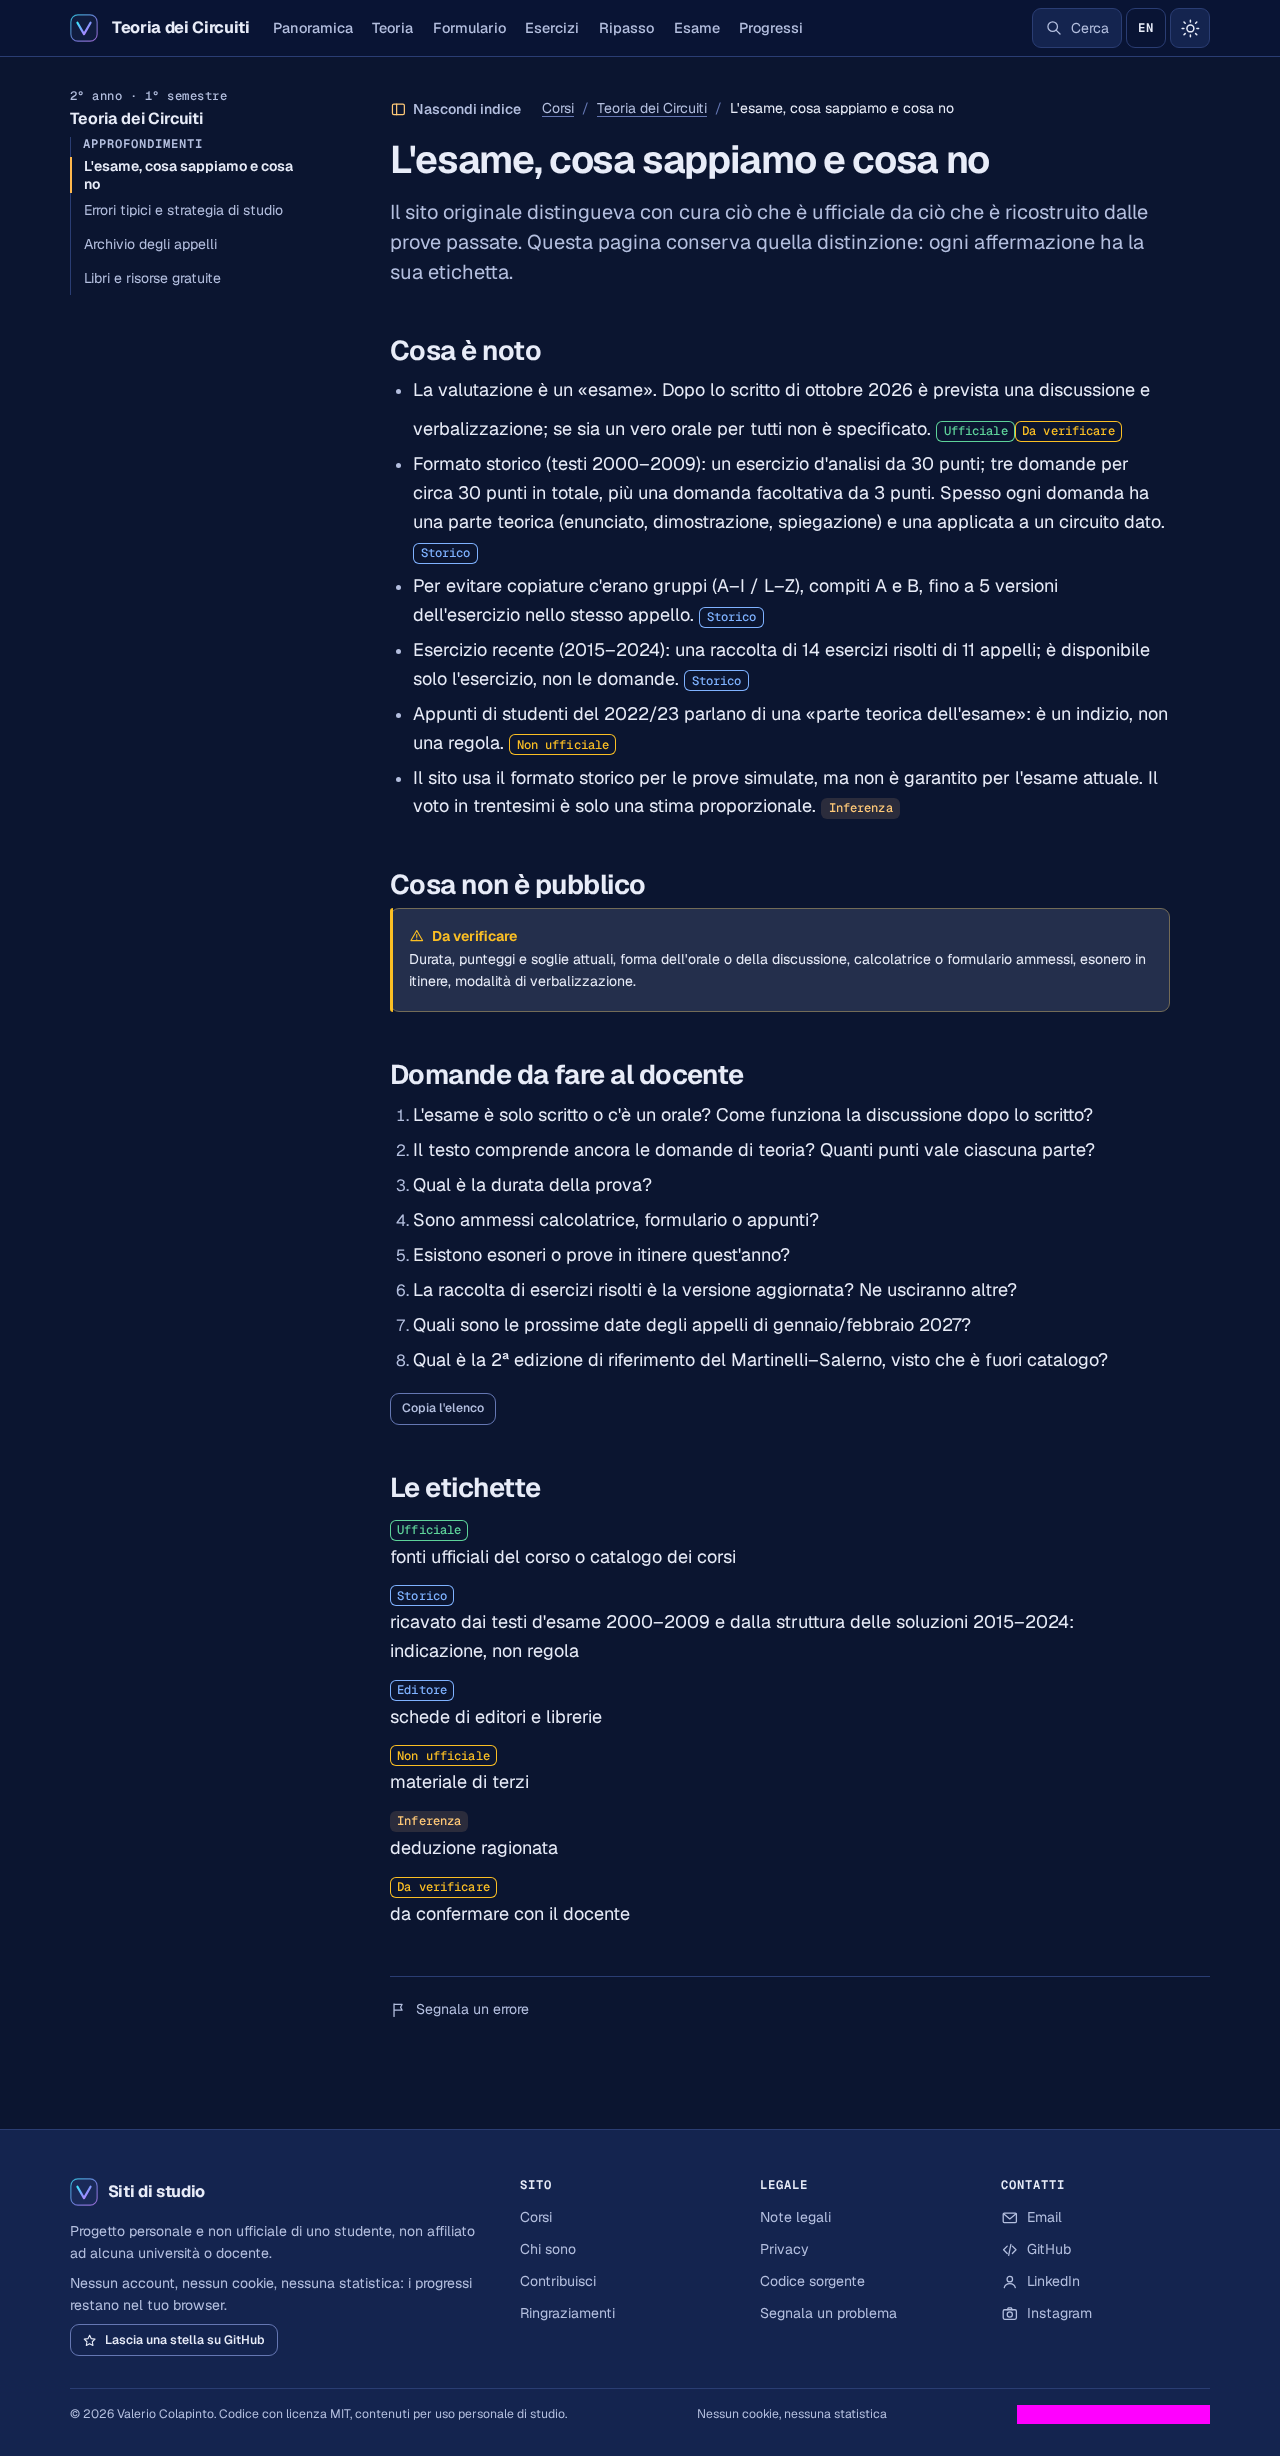 Teoria dei Circuiti
Panoramica
Teoria
Formulario
Esercizi
Ripasso
Esame
Progressi
Cerca
EN
2° anno · 1° semestre
Teoria dei Circuiti
APPROFONDIMENTI
L'esame, cosa sappiamo e cosa
no
Errori tipici e strategia di studio
Archivio degli appelli
Libri e risorse gratuite
Nascondi indice
Corsi / Teoria dei Circuiti / L'esame, cosa sappiamo e cosa no
L'esame, cosa sappiamo e cosa no
Il sito originale distingueva con cura ciò che è ufficiale da ciò che è ricostruito dalle
prove passate. Questa pagina conserva quella distinzione: ogni affermazione ha la
sua etichetta.
Cosa è noto
• La valutazione è un «esame». Dopo lo scritto di ottobre 2026 è prevista una discussione e
verbalizzazione; se sia un vero orale per tutti non è specificato. Ufficiale Da verificare
• Formato storico (testi 2000–2009): un esercizio d'analisi da 30 punti; tre domande per
circa 30 punti in totale, più una domanda facoltativa da 3 punti. Spesso ogni domanda ha
una parte teorica (enunciato, dimostrazione, spiegazione) e una applicata a un circuito dato.
Storico
• Per evitare copiature c'erano gruppi (A–I / L–Z), compiti A e B, fino a 5 versioni
dell'esercizio nello stesso appello. Storico
• Esercizio recente (2015–2024): una raccolta di 14 esercizi risolti di 11 appelli; è disponibile
solo l'esercizio, non le domande. Storico
• Appunti di studenti del 2022/23 parlano di una «parte teorica dell'esame»: è un indizio, non
una regola. Non ufficiale
• Il sito usa il formato storico per le prove simulate, ma non è garantito per l'esame attuale. Il
voto in trentesimi è solo una stima proporzionale. Inferenza
Cosa non è pubblico
Da verificare
Durata, punteggi e soglie attuali, forma dell'orale o della discussione, calcolatrice o formulario ammessi, esonero in
itinere, modalità di verbalizzazione.
Domande da fare al docente
1. L'esame è solo scritto o c'è un orale? Come funziona la discussione dopo lo scritto?
2. Il testo comprende ancora le domande di teoria? Quanti punti vale ciascuna parte?
3. Qual è la durata della prova?
4. Sono ammessi calcolatrice, formulario o appunti?
5. Esistono esoneri o prove in itinere quest'anno?
6. La raccolta di esercizi risolti è la versione aggiornata? Ne usciranno altre?
7. Quali sono le prossime date degli appelli di gennaio/febbraio 2027?
8. Qual è la 2ª edizione di riferimento del Martinelli–Salerno, visto che è fuori catalogo?
Copia l'elenco
Le etichette
Ufficiale
fonti ufficiali del corso o catalogo dei corsi
Storico
ricavato dai testi d'esame 2000–2009 e dalla struttura delle soluzioni 2015–2024:
indicazione, non regola
Editore
schede di editori e librerie
Non ufficiale
materiale di terzi
Inferenza
deduzione ragionata
Da verificare
da confermare con il docente
Segnala un errore
Siti di studio
Progetto personale e non ufficiale di uno studente, non affiliato
ad alcuna università o docente.
Nessun account, nessun cookie, nessuna statistica: i progressi
restano nel tuo browser.
Lascia una stella su GitHub
SITO
Corsi
Chi sono
Contribuisci
Ringraziamenti
LEGALE
Note legali
Privacy
Codice sorgente
Segnala un problema
CONTATTI
Email
GitHub
LinkedIn
Instagram
© 2026 Valerio Colapinto. Codice con licenza MIT, contenuti per uso personale di studio.
Nessun cookie, nessuna statistica